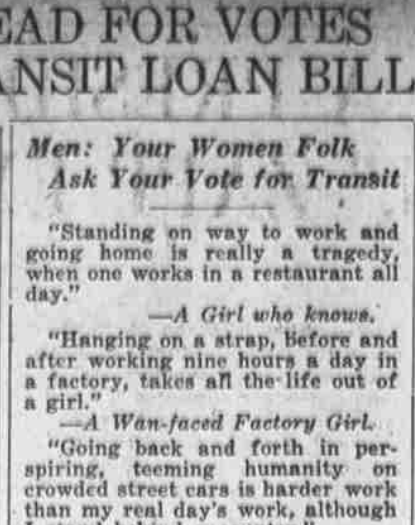 EAD FOR VOTES
ANSIT LOAN BILL
Men: Your Women Folk
Ask Your Vote for Transit
"Standing on way to work and
going home is really a tragedy,
when one works in a restaurant all
day."
—A Girl who knows.
"Hanging on a strap, before and
after working nine hours a day in
a factory, takes all the life out of
a girl."
—A Wan-faced Factory Girl.
"Going back and forth in per-
spiring, teeming humanity on
crowded street cars is harder work
than my real day's work, although